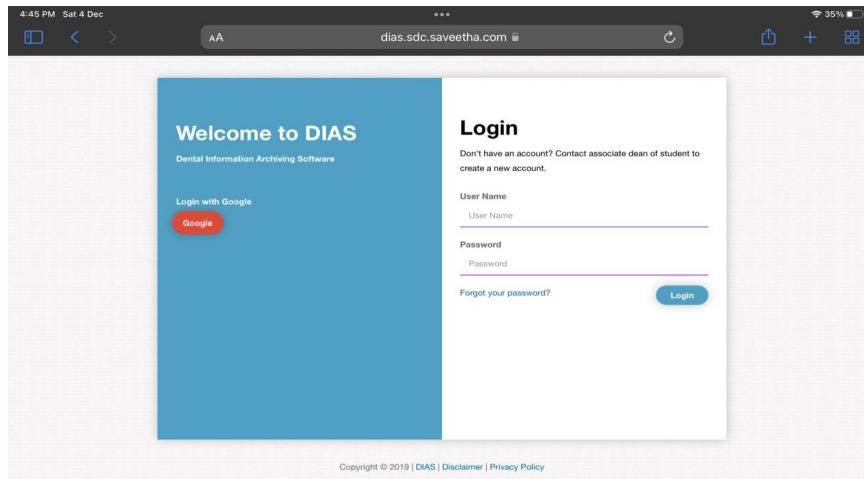 4:45 PM Sat 4 Dec
35%
AA
dias.sdc.saveetha.com
Welcome to DIAS
Dental Information Archiving Software
Login with Google
Google
Login
Don't have an account? Contact associate dean of student to
create a new account.
User Name
User Name
Password
Password
Forgot your password?
Login
Copyright © 2019 | DIAS | Disclaimer | Privacy Policy